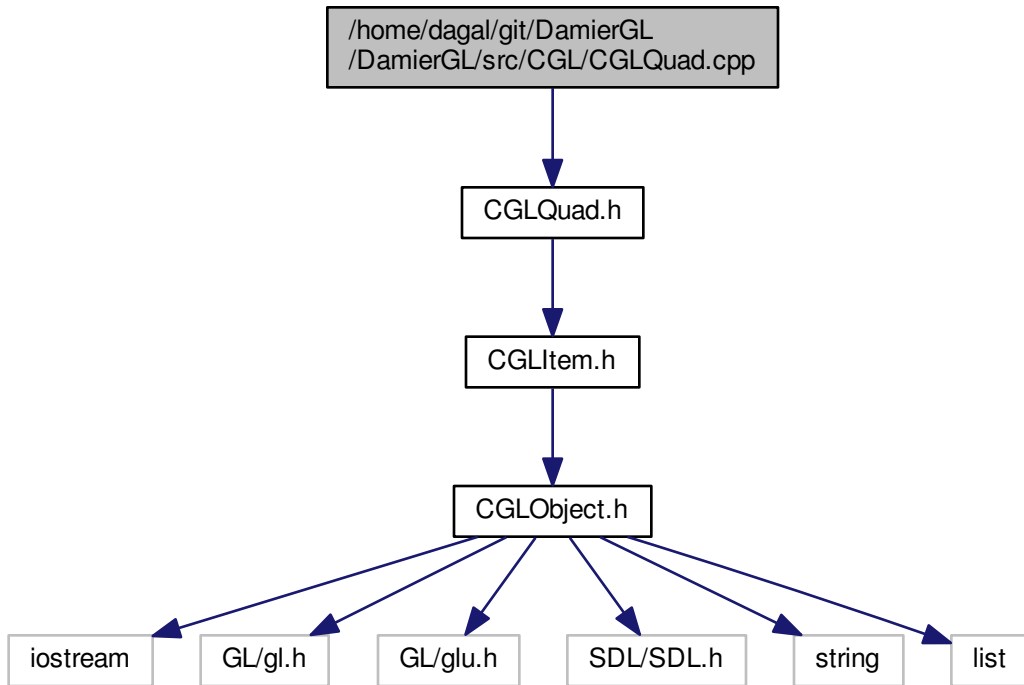 /home/dagal/git/DamierGL
/DamierGL/src/CGL/CGLQuad.cpp
CGLQuad.h
CGLItem.h
CGLObject.h
iostream
GL/gl.h
GL/glu.h
SDL/SDL.h
string
list